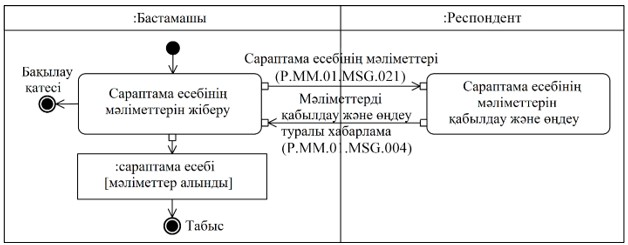 :Бастамашы
:Респондент
Бақылау
қатесі
Сараптама есебінің
мәліметтерін жіберу
Сараптама есебінің мәліметтері
(P.MM.01.MSG.021)
Мәліметтерді
қабылдау және өңдеу
туралы хабарлама
(P.MM.01.MSG.004)
Сараптама есебінің
мәліметтерін
қабылдау және өңдеу
:сараптама есебі
[мәліметтер алынды]
Табыс